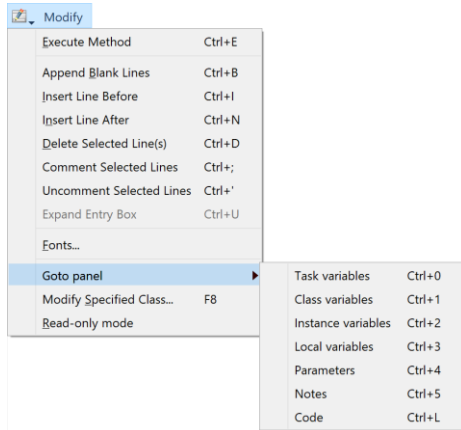 Modify
Execute Method Ctrl+E
Append Blank Lines Ctrl+B
Insert Line Before Ctrl+I
Insert Line After Ctrl+N
Delete Selected Line(s) Ctrl+D
Comment Selected Lines Ctrl+;
Uncomment Selected Lines Ctrl+'
Expand Entry Box Ctrl+U
Fonts...
Goto panel
Modify Specified Class... F8
Read-only mode
Task variables Ctrl+0
Class variables Ctrl+1
Instance variables Ctrl+2
Local variables Ctrl+3
Parameters Ctrl+4
Notes Ctrl+5
Code Ctrl+L